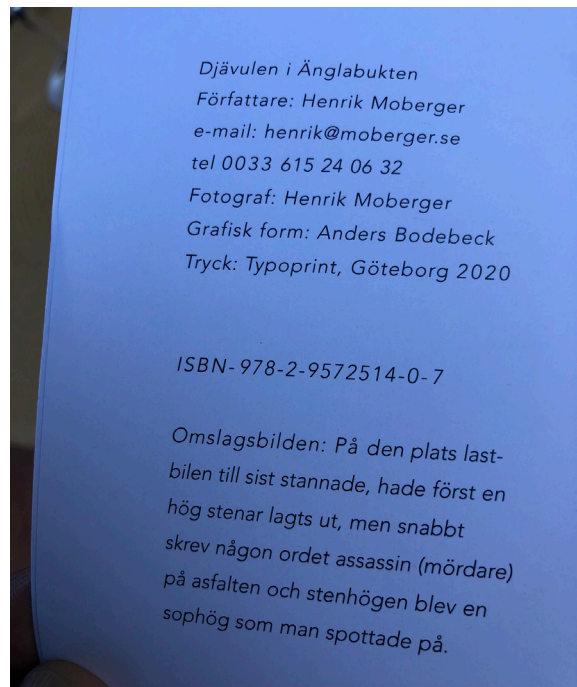 Djävulen i Änglabukten
Författare: Henrik Moberger
e-mail: henrik@moberger.se
tel 0033 615 24 06 32
Fotograf: Henrik Moberger
Grafisk form: Anders Bodebeck
Tryck: Typoprint, Göteborg 2020
ISBN- 978-2-9572514-0-7
Omslagsbilden: På den plats last-
bilen till sist stannade, hade först en
hög stenar lagts ut, men snabbt
skrev någon ordet assassin (mördare)
på asfalten och stenhögen blev en
sophög som man spottade på.